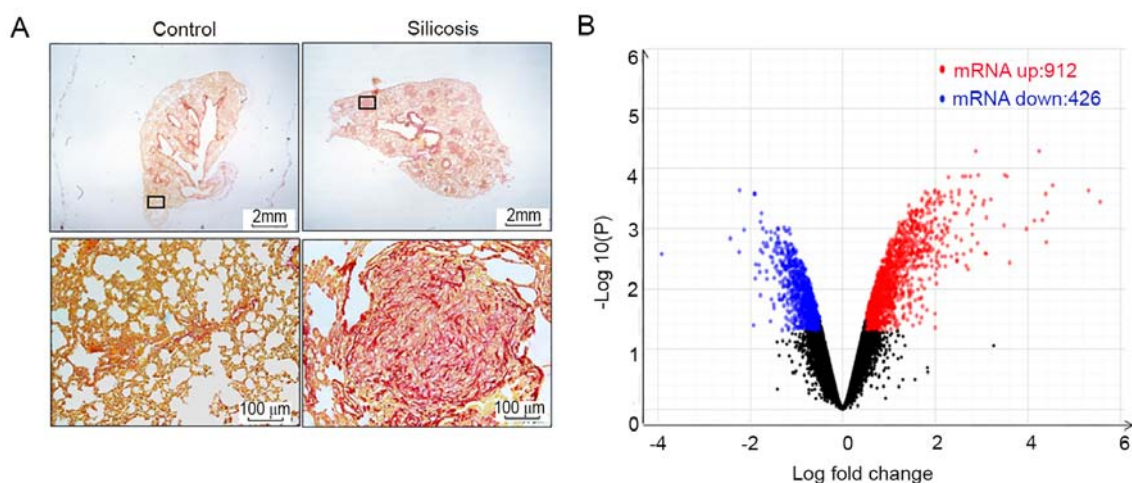 A
Control
Silicosis
2mm
2mm
100 μm
100 μm
B
6
5
4
3
2
1
0
-Log 10(P)
mRNA up:912
mRNA down:426
-4
-2
0
2
4
6
Log fold change